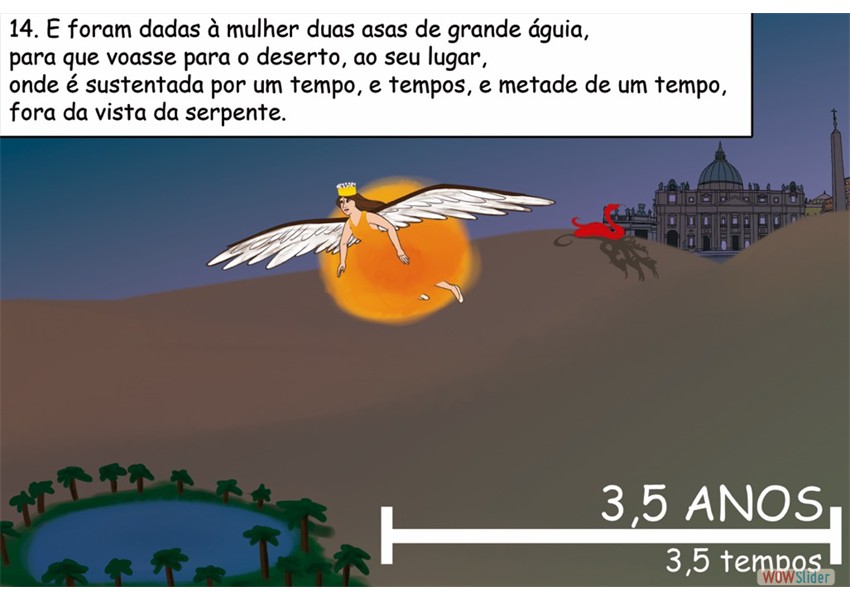 14. E foram dadas à mulher duas asas de grande águia,
para que voasse para o deserto, ao seu lugar,
onde é sustentada por um tempo, e tempos, e metade de um tempo,
fora da vista da serpente.
3,5 ANOS
3,5 tempos
WOWSlider